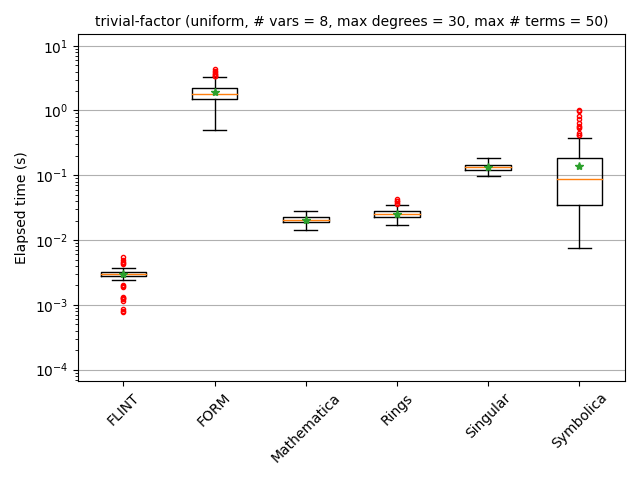 trivial-factor (uniform, # vars = 8, max degrees = 30, max # terms = 50)
Elapsed time (s)
10¹
10⁰
10⁻¹
10⁻²
10⁻³
10⁻⁴
FLINT
FORM
Mathematica
Rings
Singular
Symbolica